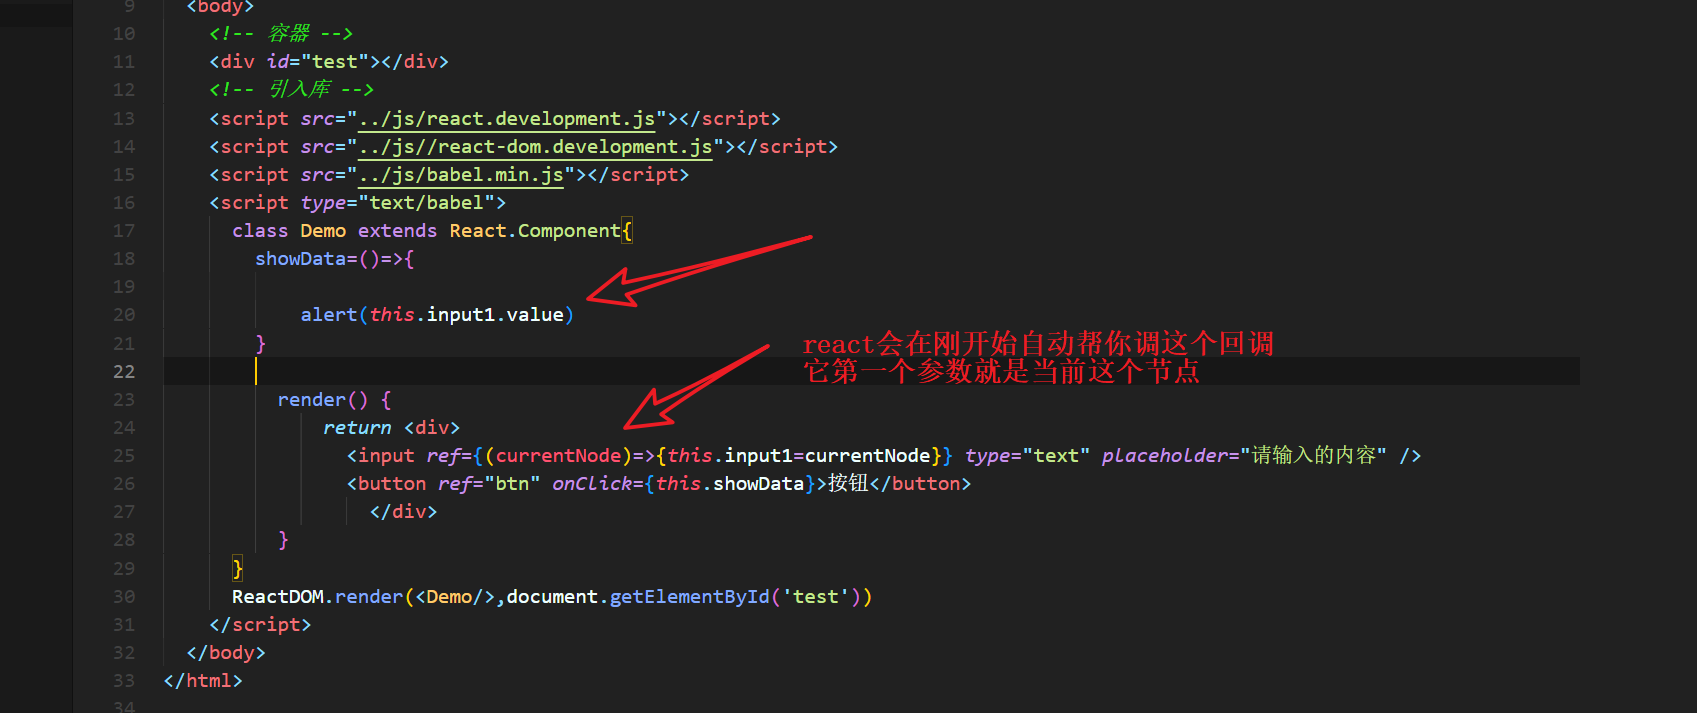 9 <body>
10 <!-- 容器 -->
11 <div id="test"></div>
12 <!-- 引入库 -->
13 <script src="../js/react.development.js"></script>
14 <script src="../js//react-dom.development.js"></script>
15 <script src="../js/babel.min.js"></script>
16 <script type="text/babel">
17 class Demo extends React.Component{
18 showData=()=>{
19
20 alert(this.input1.value)
21 }
react会在刚开始自动帮你调这个回调
它第一个参数就是当前这个节点
22
23 render() {
24 return <div>
25 <input ref={(currentNode)=>{this.input1=currentNode}} type="text" placeholder="请输入的内容" />
26 <button ref="btn" onClick={this.showData}>按钮</button>
27 </div>
28 }
29 }
30 ReactDOM.render(<Demo/>,document.getElementById('test'))
31 </script>
32 </body>
33 </html>
34